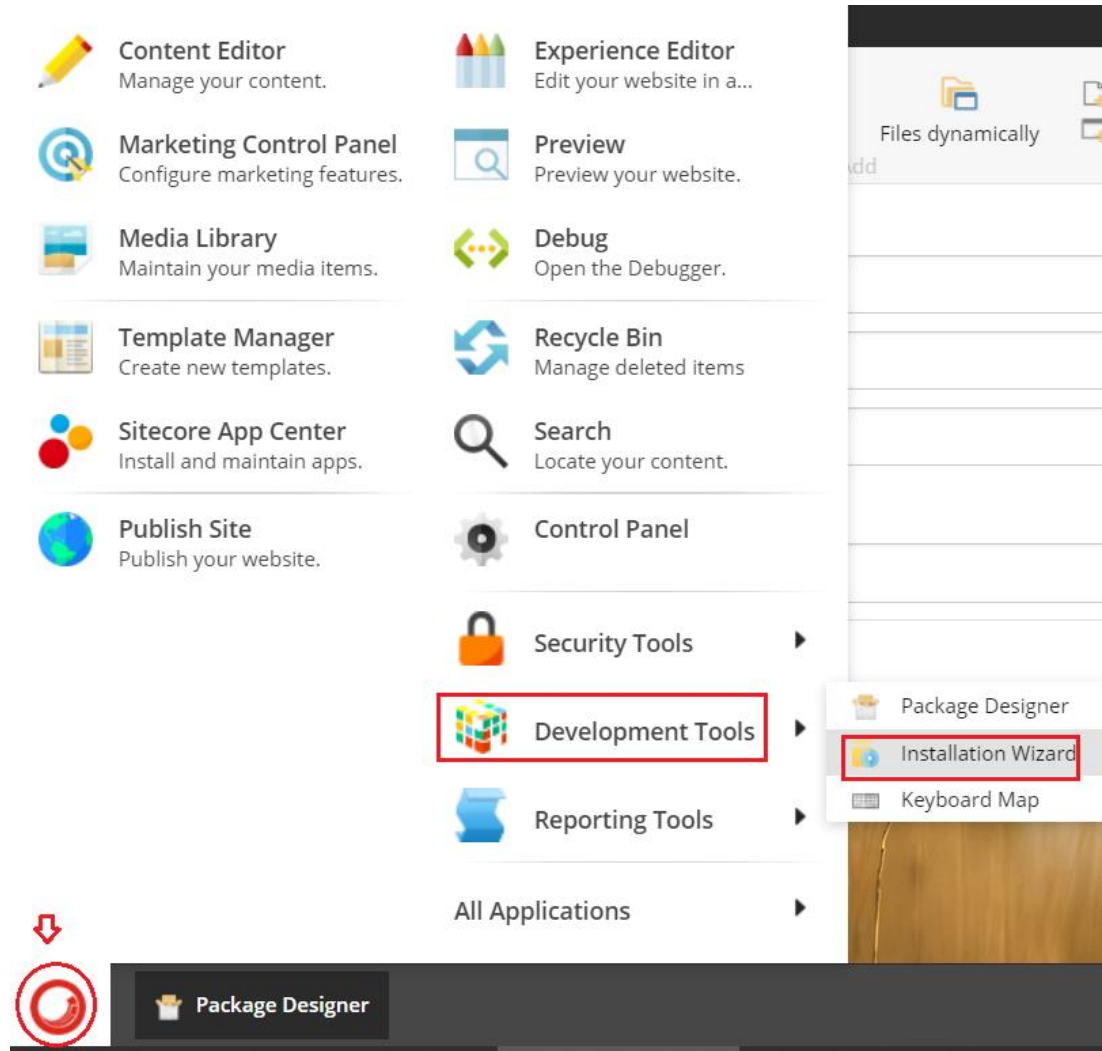 Content Editor
Manage your content.
Marketing Control Panel
Configure marketing features.
Media Library
Maintain your media items.
Template Manager
Create new templates.
Sitecore App Center
Install and maintain apps.
Publish Site
Publish your website.
Experience Editor
Edit your website in a...
Preview
Preview your website.
Debug
Open the Debugger.
Recycle Bin
Manage deleted items
Search
Locate your content.
Control Panel
Security Tools
Development Tools
Reporting Tools
All Applications
Files dynamically
Package Designer
Installation Wizard
Keyboard Map
Package Designer